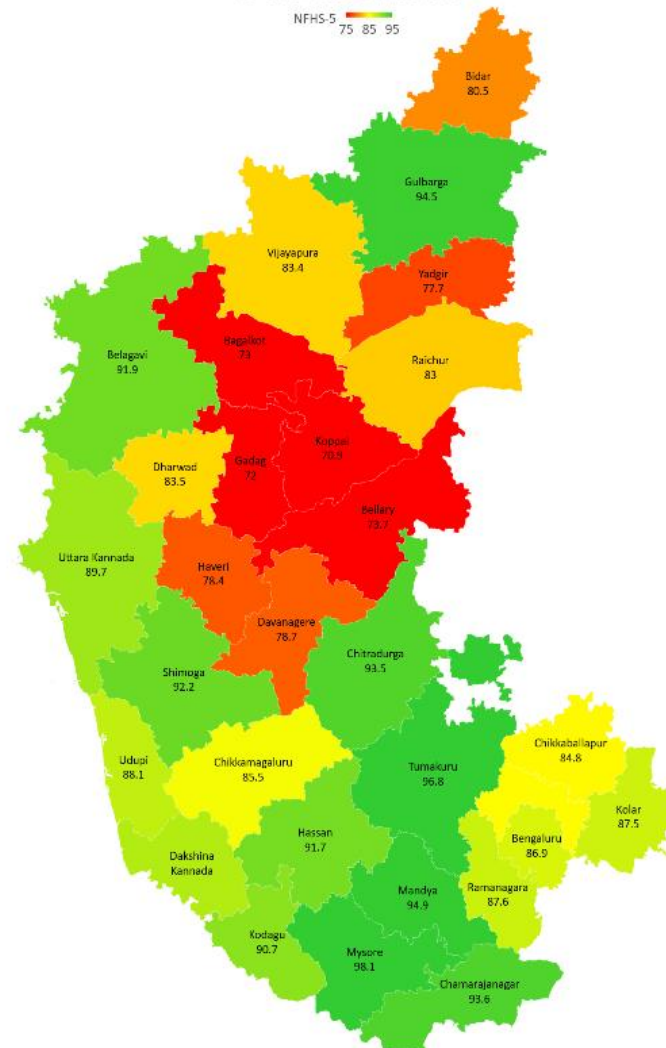 NFHS-5
75 85 95
Bidar
80.5
Gulbarga
94.5
Vijayapura
83.4
Yadgir
77.7
Bagalkot
73
Raichur
83
Belagavi
91.9
Koppal
70.9
Gadag
72
Dharwad
83.5
Bellary
73.7
Uttara Kannada
89.7
Haveri
78.4
Davanagere
78.7
Chitradurga
93.5
Shimoga
92.2
Chikkaballapur
84.8
Udupi
88.1
Chikkamagaluru
85.5
Tumakuru
96.8
Kolar
87.5
Hassan
91.7
Bengaluru
86.9
Dakshina
Kannada
Mandya
94.9
Ramanagara
87.6
Kodagu
90.7
Mysore
98.1
Chamarajanagar
93.6